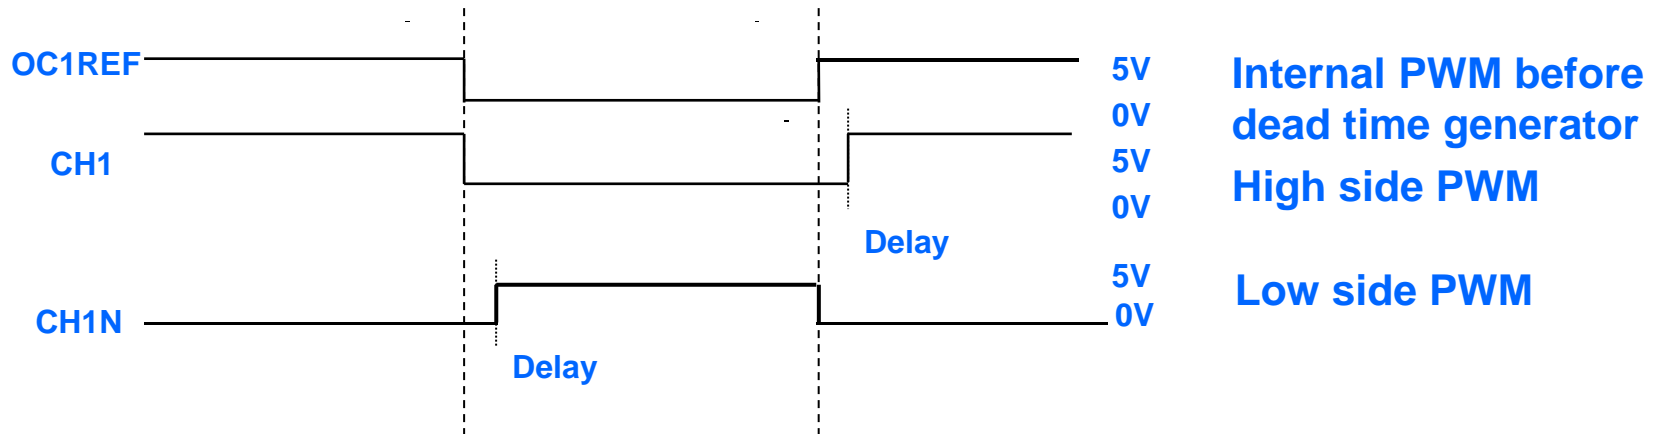 OC1REF
5V
Internal PWM before
0V
dead time generator
CH1
5V
High side PWM
0V
Delay
5V
Low side PWM
CH1N
0V
Delay